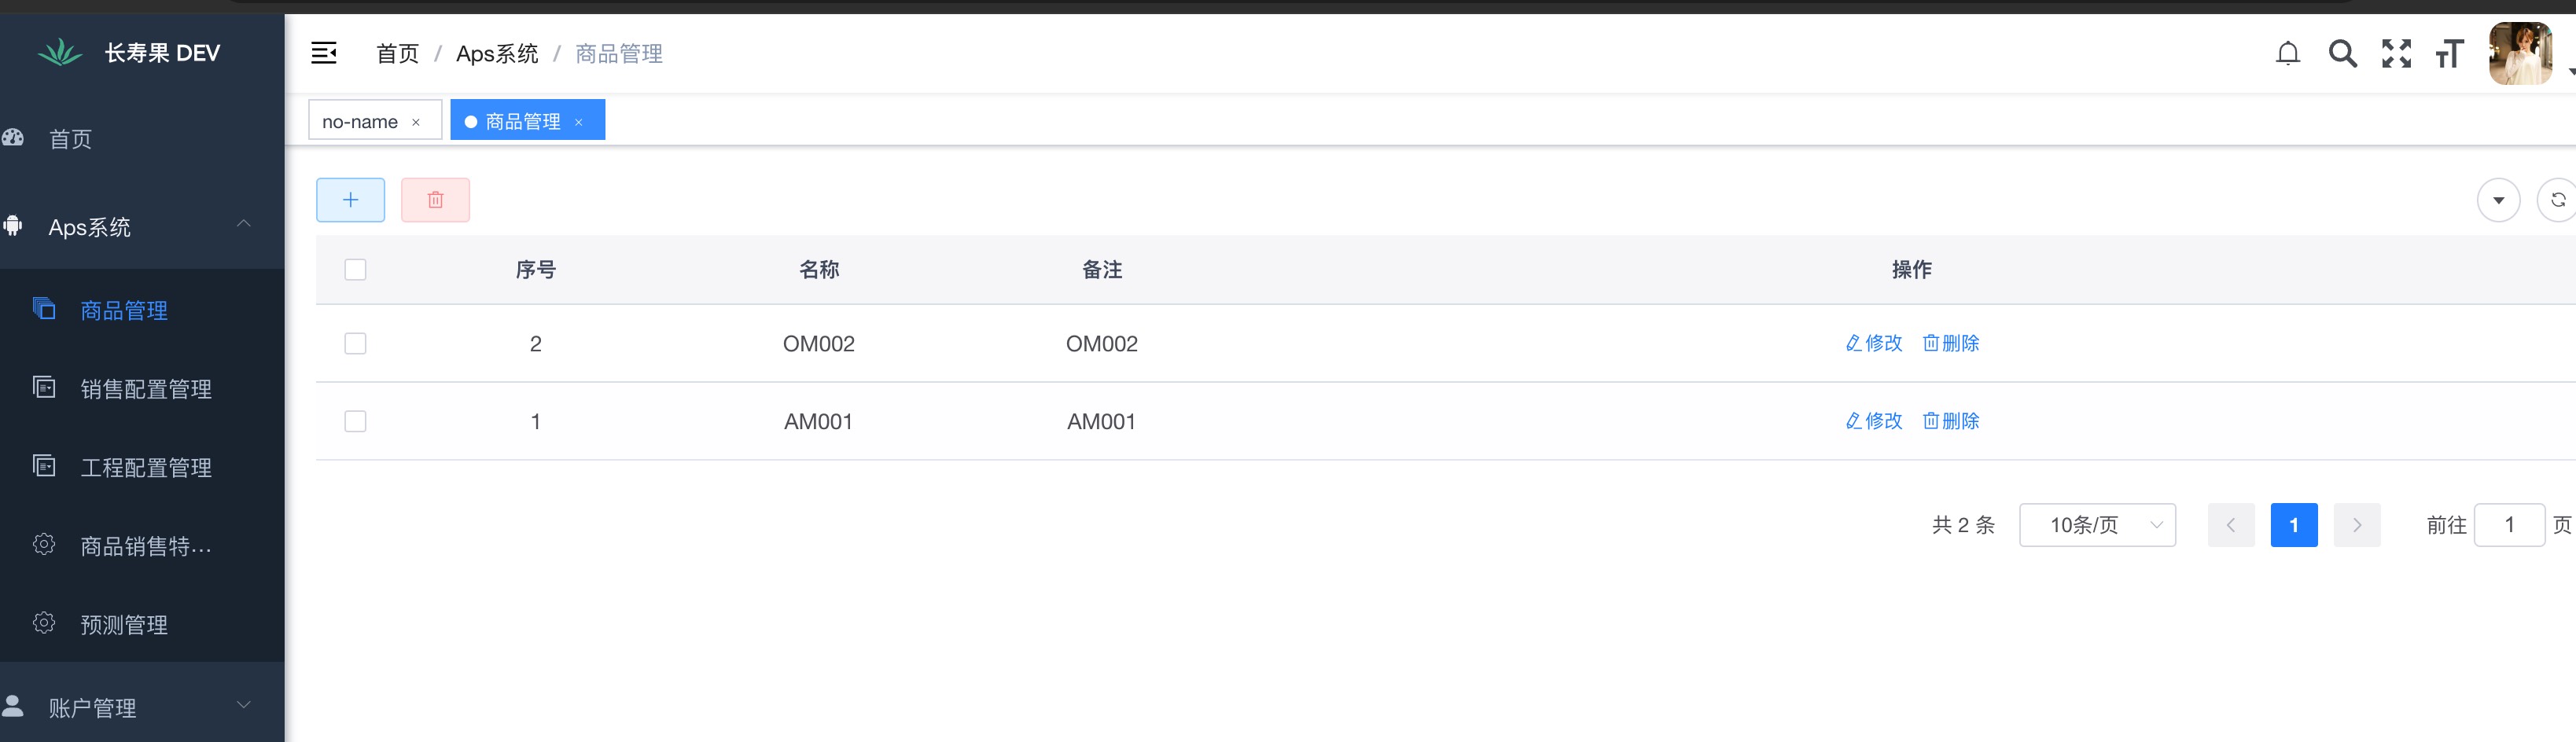 长寿果 DEV
首页 / Aps系统 / 商品管理
no-name × 商品管理 ×
首页
Aps系统
商品管理
销售配置管理
工程配置管理
商品销售特...
预测管理
账户管理
序号 名称 备注 操作
2 OM002 OM002 修改 删除
1 AM001 AM001 修改 删除
共 2 条 10条/页 1 前往 1 页